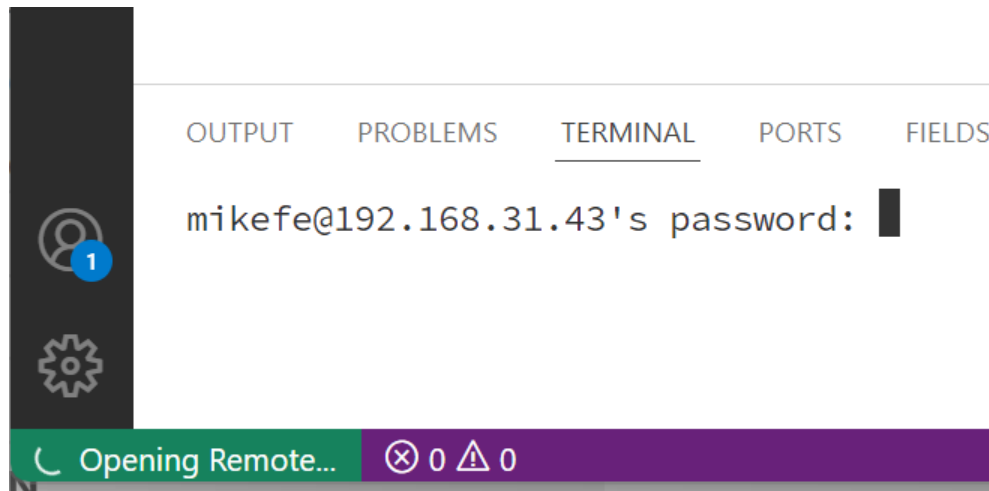 OUTPUT PROBLEMS TERMINAL PORTS FIELDS
mikefe@192.168.31.43's password:
1
Opening Remote... 0 0